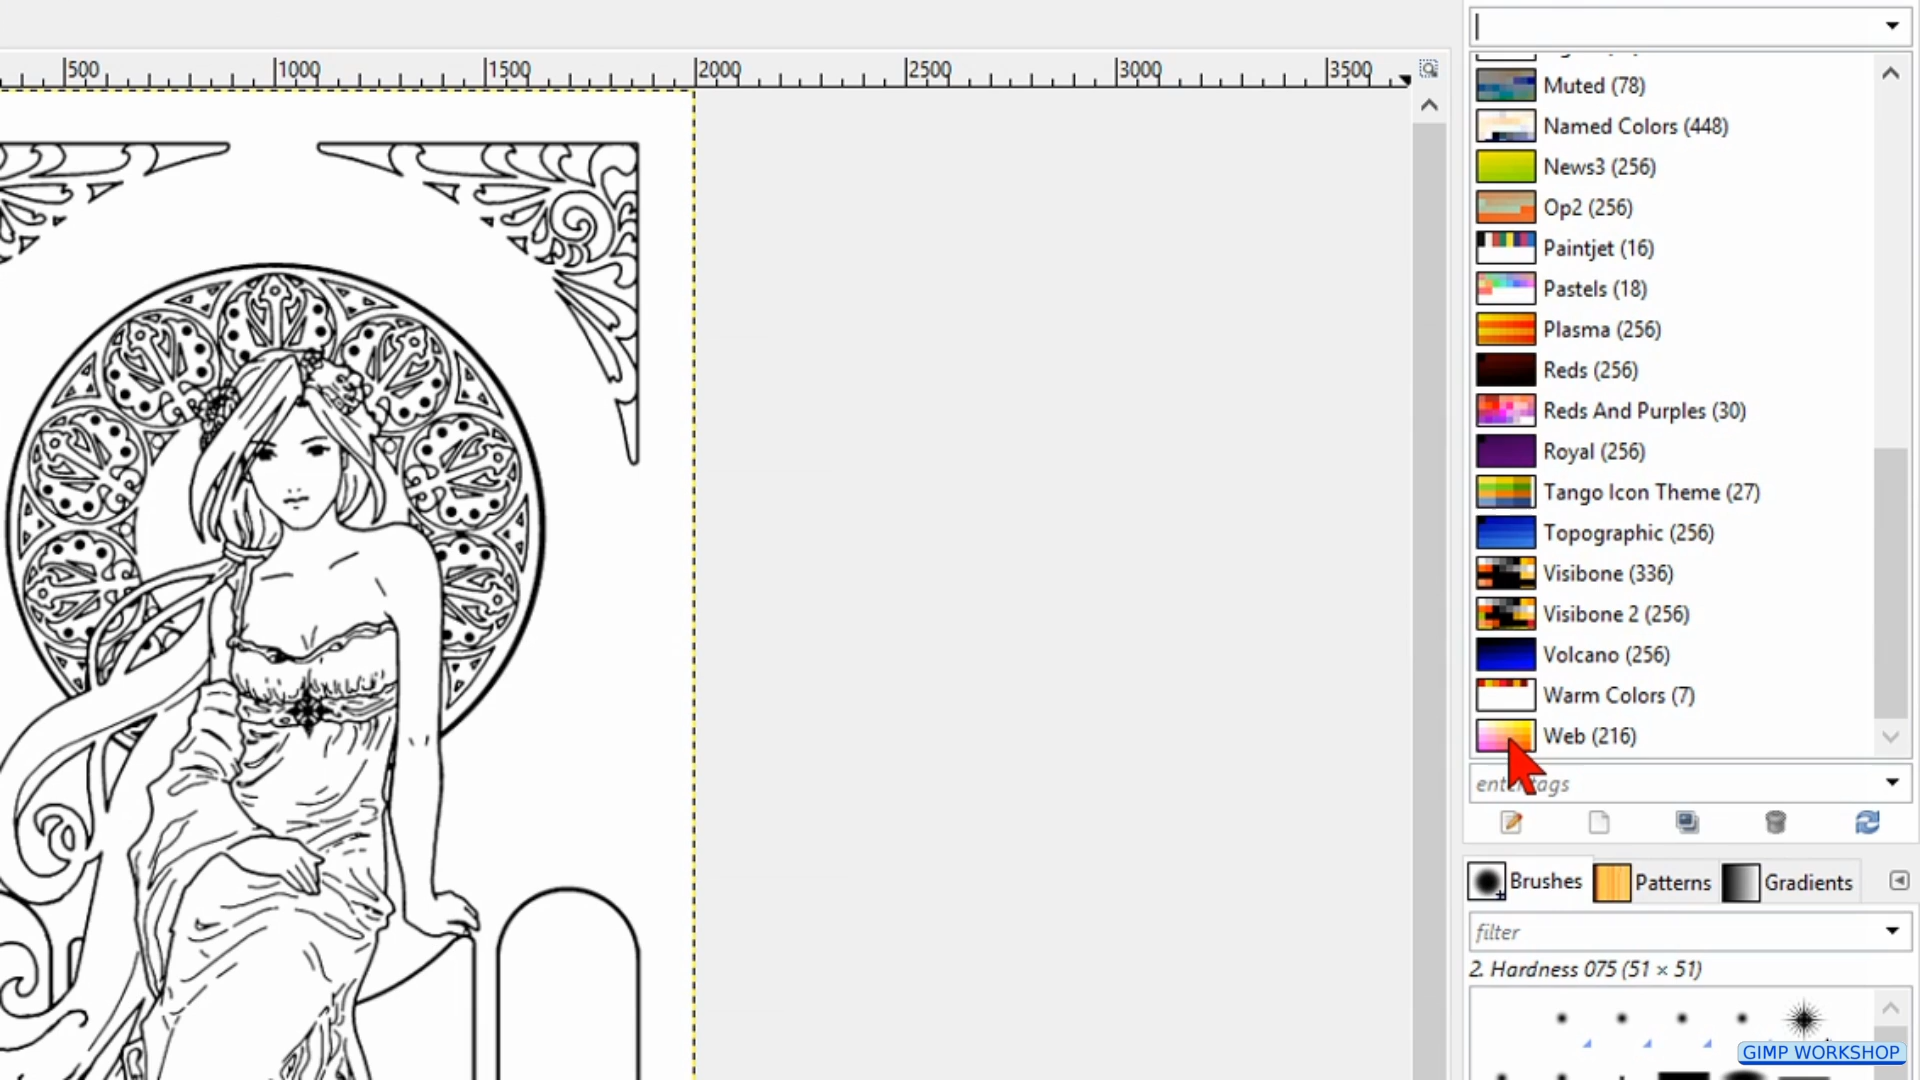 500 1000 1500 2000 2500 3000 3500
Muted (78)
Named Colors (448)
News3 (256)
Op2 (256)
Paintjet (16)
Pastels (18)
Plasma (256)
Reds (256)
Reds And Purples (30)
Royal (256)
Tango Icon Theme (27)
Topographic (256)
Visibone (336)
Visibone 2 (256)
Volcano (256)
Warm Colors (7)
Web (216)
enter tags
Brushes Patterns Gradients
filter
2. Hardness 075 (51 × 51)
GIMP WORKSHOP